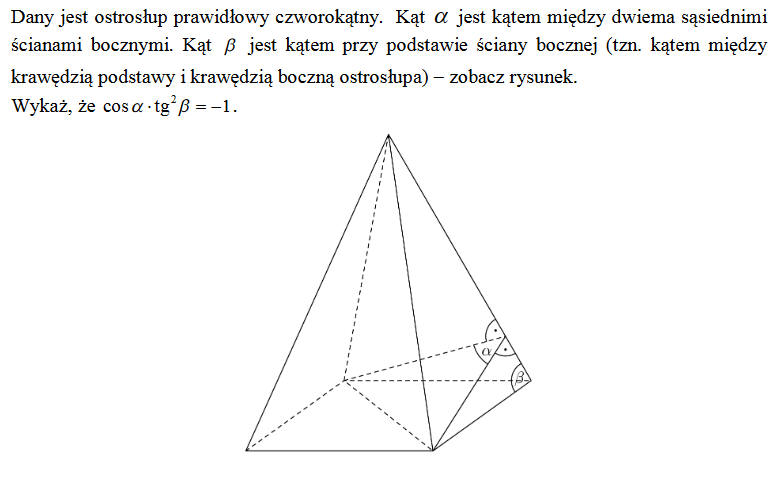 Dany jest ostrosłup prawidłowy czworokątny. Kąt α jest kątem między dwiema sąsiednimi
ścianami bocznymi. Kąt β jest kątem przy podstawie ściany bocznej (tzn. kątem między
krawędzią podstawy i krawędzią boczną ostrosłupa) – zobacz rysunek.
Wykaż, że cos α · tg² β = −1.
α
β